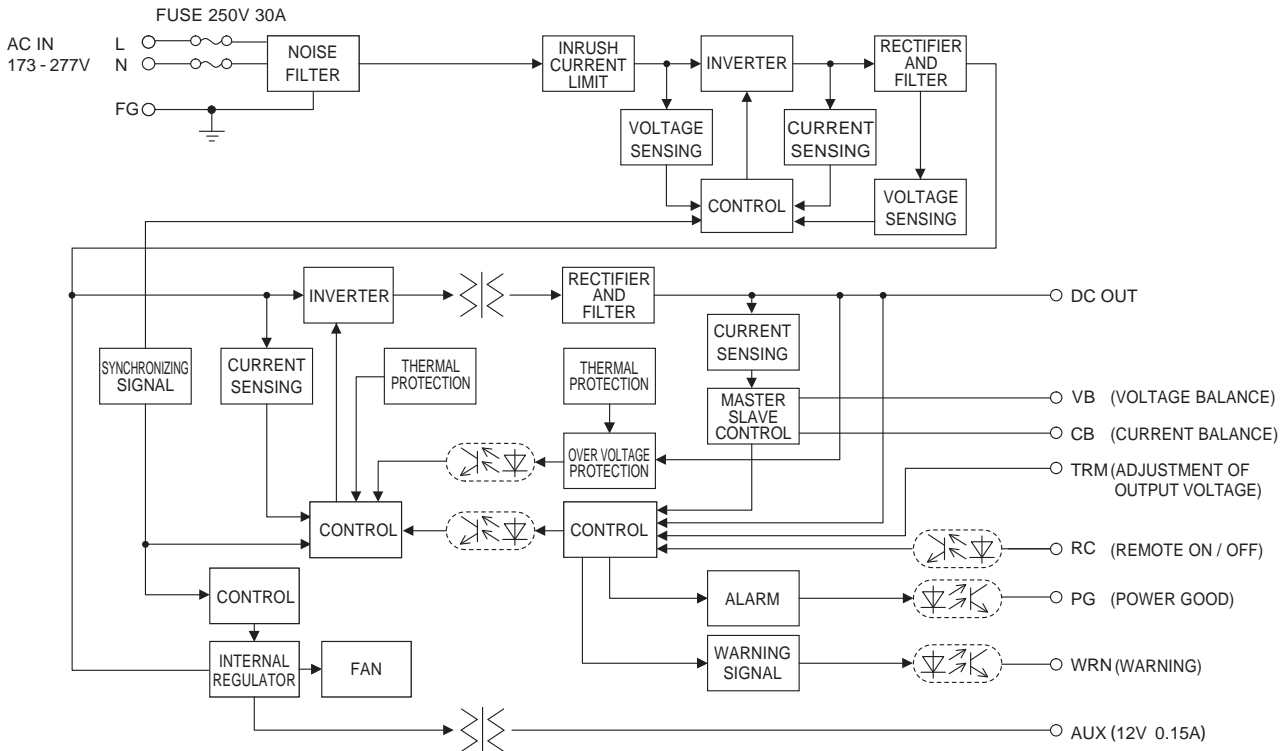 FUSE 250V 30A
AC IN
173 - 277V
L
N
FG
NOISE
FILTER
INRUSH
CURRENT
LIMIT
INVERTER
RECTIFIER
AND
FILTER
VOLTAGE
SENSING
CURRENT
SENSING
CONTROL
VOLTAGE
SENSING
INVERTER
RECTIFIER
AND
FILTER
DC OUT
SYNCHRONIZING
SIGNAL
CURRENT
SENSING
THERMAL
PROTECTION
THERMAL
PROTECTION
CURRENT
SENSING
MASTER
SLAVE
CONTROL
VB (VOLTAGE BALANCE)
CB (CURRENT BALANCE)
OVER VOLTAGE
PROTECTION
TRM (ADJUSTMENT OF
OUTPUT VOLTAGE)
CONTROL
CONTROL
RC (REMOTE ON / OFF)
CONTROL
ALARM
PG (POWER GOOD)
INTERNAL
REGULATOR
FAN
WARNING
SIGNAL
WRN (WARNING)
AUX (12V 0.15A)